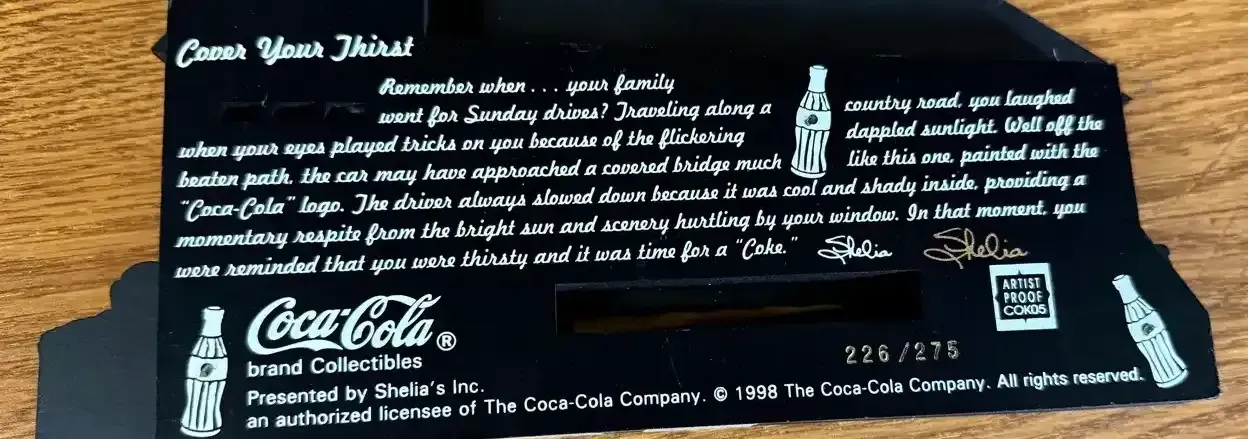 Cover Your Thirst
Remember when . . . your family
went for Sunday drives? Traveling along a country road, you laughed
when your eyes played tricks on you because of the flickering dappled sunlight. Well off the
beaten path, the car may have approached a covered bridge much like this one, painted with the
"Coca-Cola" logo. The driver always slowed down because it was cool and shady inside, providing a
momentary respite from the bright sun and scenery hurtling by your window. In that moment, you
were reminded that you were thirsty and it was time for a "Coke." Shelia Shelia
ARTIST
PROOF
COK05
Coca-Cola®
brand Collectibles
226/275
Presented by Shelia's Inc.
an authorized licensee of The Coca-Cola Company. © 1998 The Coca-Cola Company. All rights reserved.